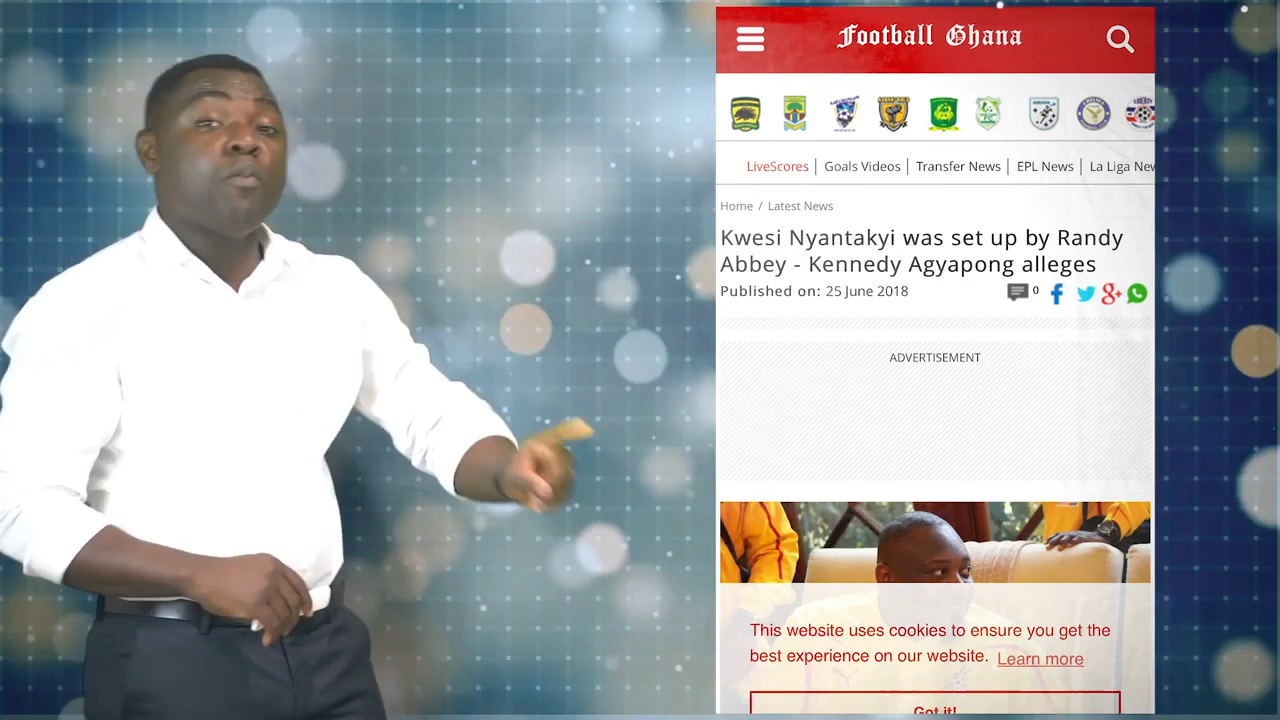 Football Ghana
LiveScores | Goals Videos | Transfer News | EPL News | La Liga New
Home / Latest News
Kwesi Nyantakyi was set up by Randy
Abbey - Kennedy Agyapong alleges
Published on: 25 June 2018
0
ADVERTISEMENT
This website uses cookies to ensure you get the
best experience on our website. Learn more
Got it!